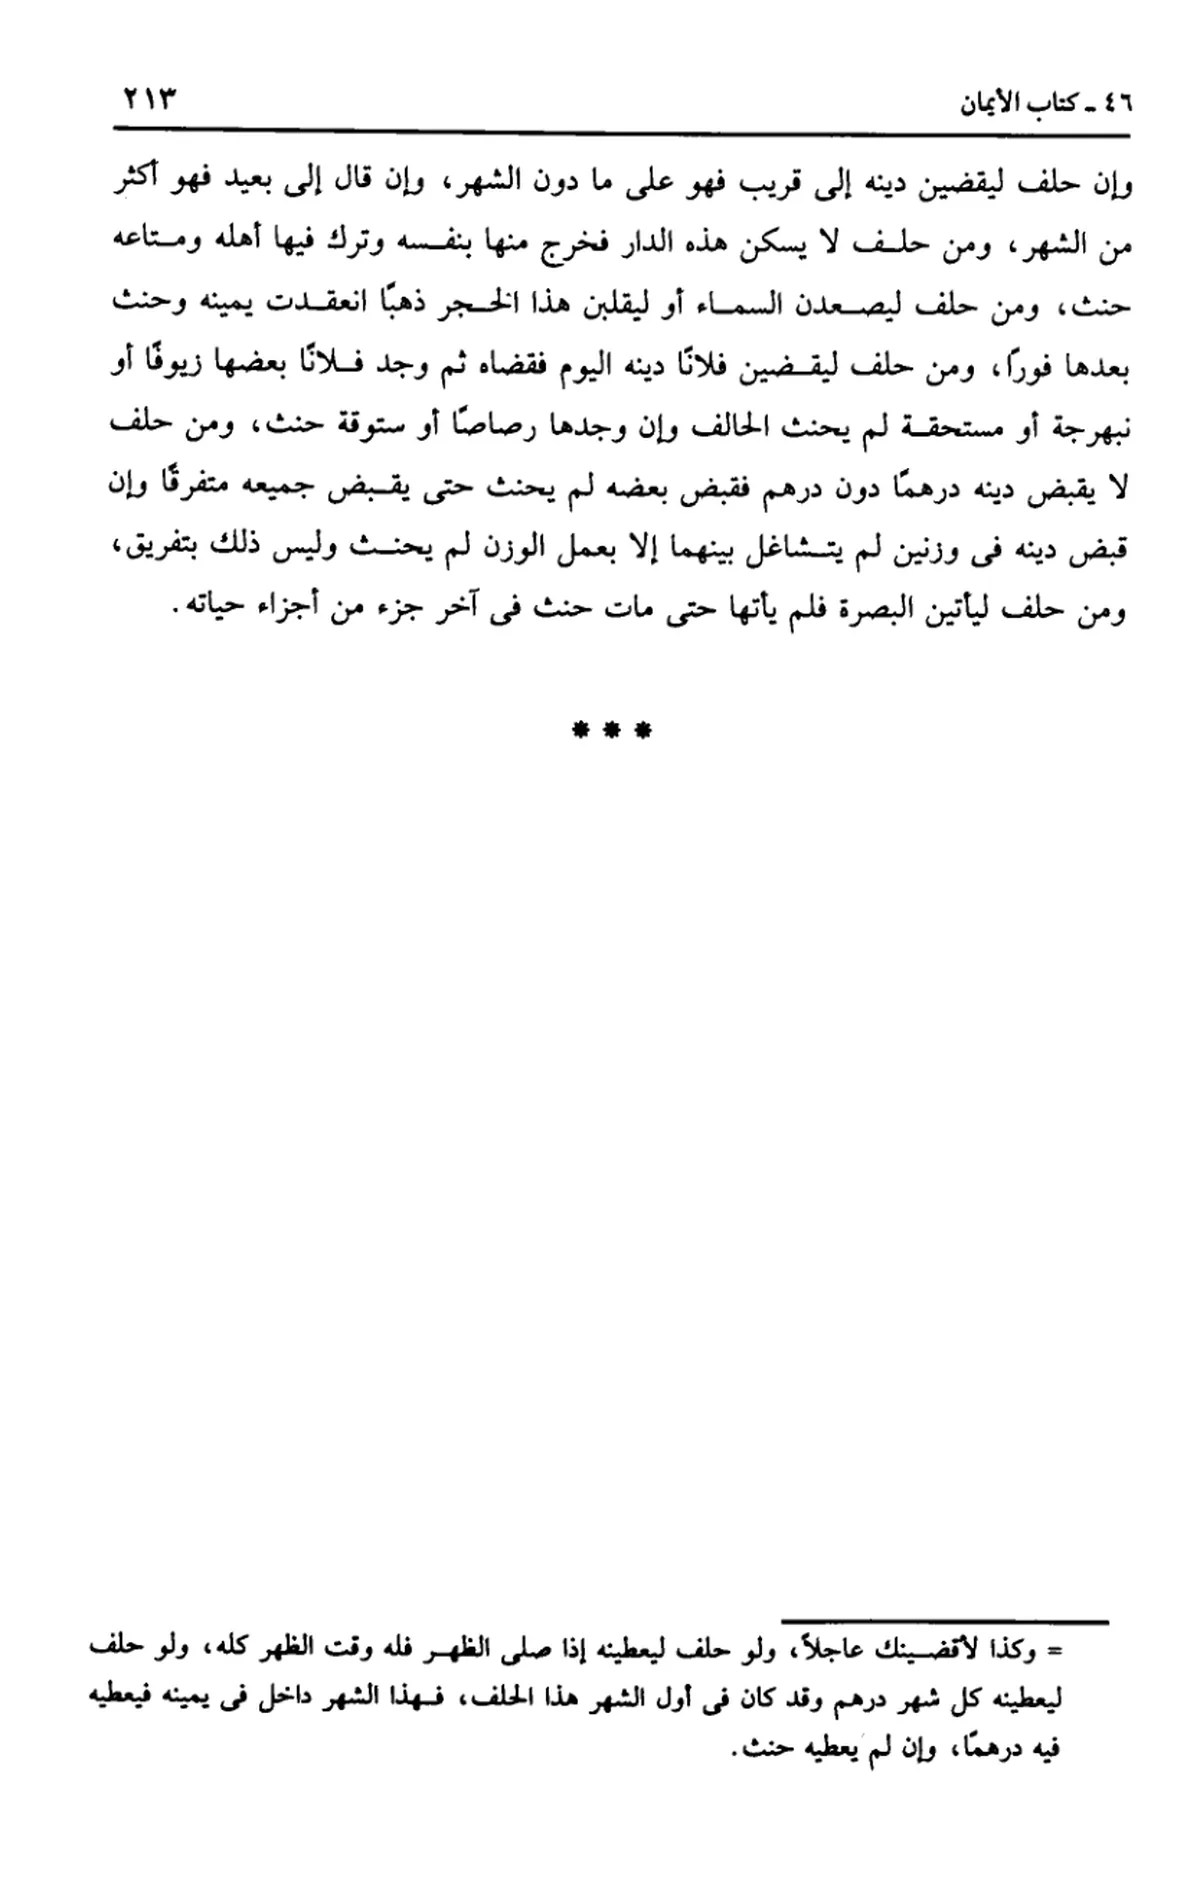 ٤٦ - كتاب الأيمان ٢١٣
وإن حلف ليقضين دينه إلى قريب فهو على ما دون الشهر، وإن قال إلى بعيد فهو أكثر
من الشهر، ومن حلف لا يسكن هذه الدار فخرج منها بنفسه وترك فيها أهله ومتاعه
حنث، ومن حلف ليصعدن السماء أو ليقلبن هذا الحجر ذهبًا انعقدت يمينه وحنث
بعدها فورًا، ومن حلف ليقضين فلانًا دينه اليوم فقضاه ثم وجد فلانًا بعضها زيوفًا أو
نبهرجة أو مستحقة لم يحنث الحالف وإن وجدها رصاصًا أو ستوقة حنث، ومن حلف
لا يقبض دينه درهمًا دون درهم فقبض بعضه لم يحنث حتى يقبض جميعه متفرقًا وإن
قبض دينه فى وزنين لم يتشاغل بينهما إلا بعمل الوزن لم يحنث وليس ذلك بتفريق،
ومن حلف ليأتين البصرة فلم يأتها حتى مات حنث فى آخر جزء من أجزاء حياته.
* * *
= وكذا لأقضينك عاجلاً، ولو حلف ليعطينه إذا صلى الظهر فله وقت الظهر كله، ولو حلف
ليعطينه كل شهر درهم وقد كان فى أول الشهر هذا الحلف، فهذا الشهر داخل فى يمينه فيعطيه
فيه درهمًا، وإن لم يعطيه حنث.